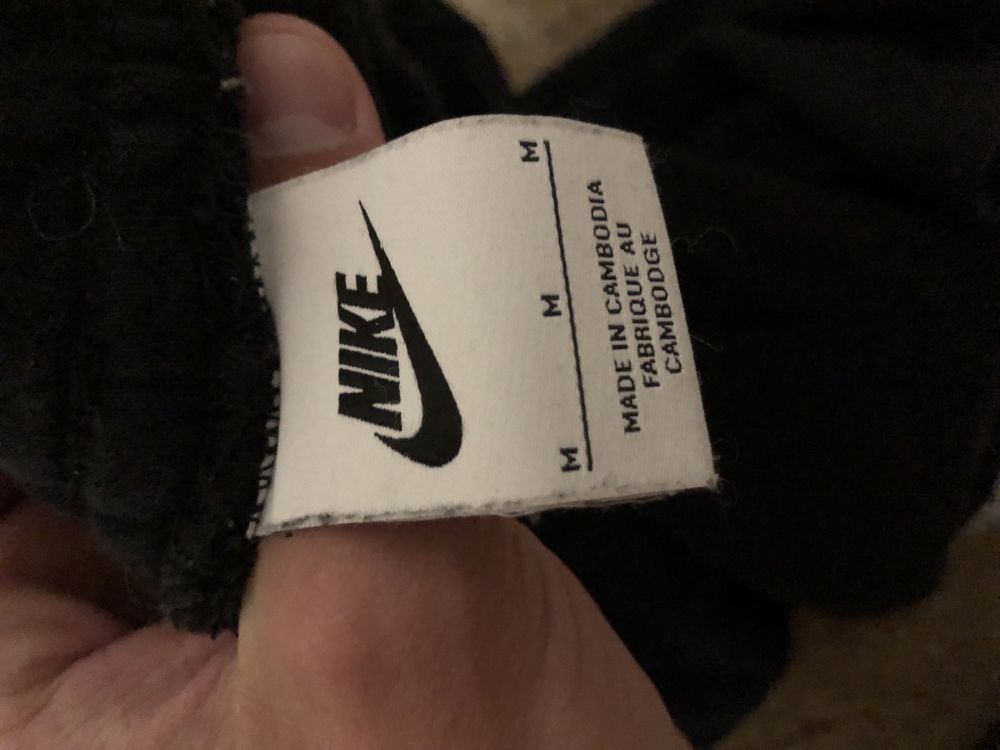 NIKE
M M M
MADE IN CAMBODIA
FABRIQUE AU
CAMBODGE